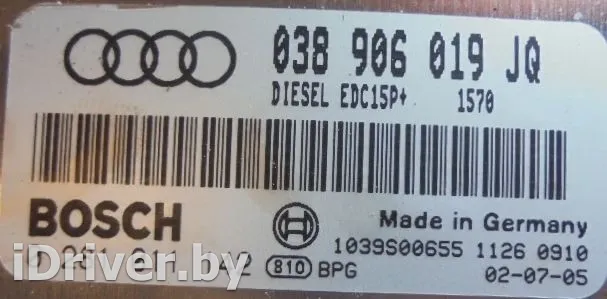 038 906 019 JQ
DIESEL EDC15P+ 1570
BOSCH
Made in Germany
1039S00655 1126 0910
810 BPG
02-07-05
iDriver.by